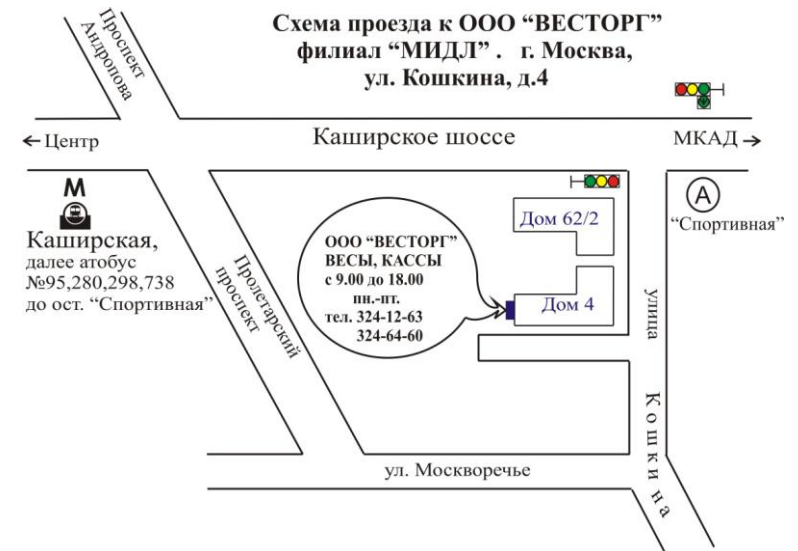 Схема проезда к ООО “ВЕСТОРГ”
филиал “МИДЛ” . г. Москва,
ул. Кошкина, д.4
Проспект
Андропова
← Центр
Каширское шоссе
МКАД →
М
Каширская,
далее атобус
№95,280,298,738
до ост. “Спортивная”
Пролетарский
проспект
ООО “ВЕСТОРГ”
ВЕСЫ, КАССЫ
с 9.00 до 18.00
пн.-пт.
тел. 324-12-63
324-64-60
Дом 62/2
Дом 4
А
“Спортивная”
улица
Кошкина
ул. Москворечье